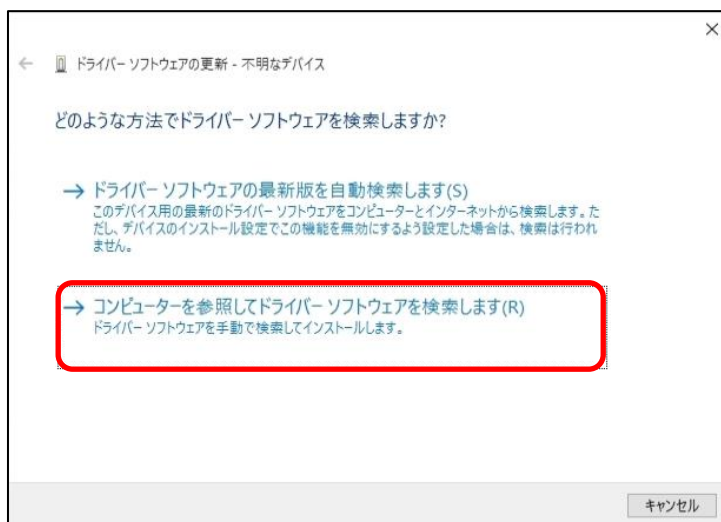 ドライバー ソフトウェアの更新 - 不明なデバイス
どのような方法でドライバー ソフトウェアを検索しますか?
→ ドライバー ソフトウェアの最新版を自動検索します(S)
このデバイス用の最新のドライバー ソフトウェアをコンピューターとインターネットから検索します。た
だし、デバイスのインストール設定でこの機能を無効にするよう設定した場合は、検索は行われ
ません。
→ コンピューターを参照してドライバー ソフトウェアを検索します(R)
ドライバー ソフトウェアを手動で検索してインストールします。
キャンセル